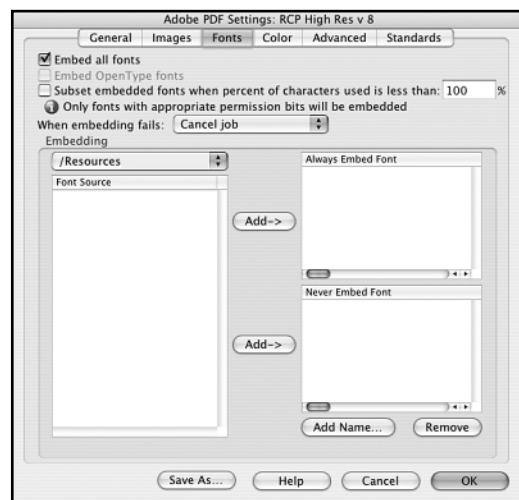 Adobe PDF Settings: RCP High Res v 8
General Images Fonts Color Advanced Standards
Embed all fonts
Embed OpenType fonts
Subset embedded fonts when percent of characters used is less than: 100 %
Only fonts with appropriate permission bits will be embedded
When embedding fails: Cancel job
Embedding
/Resources
Always Embed Font
Font Source
Add->
Never Embed Font
Add->
Add Name... Remove
Save As... Help Cancel OK